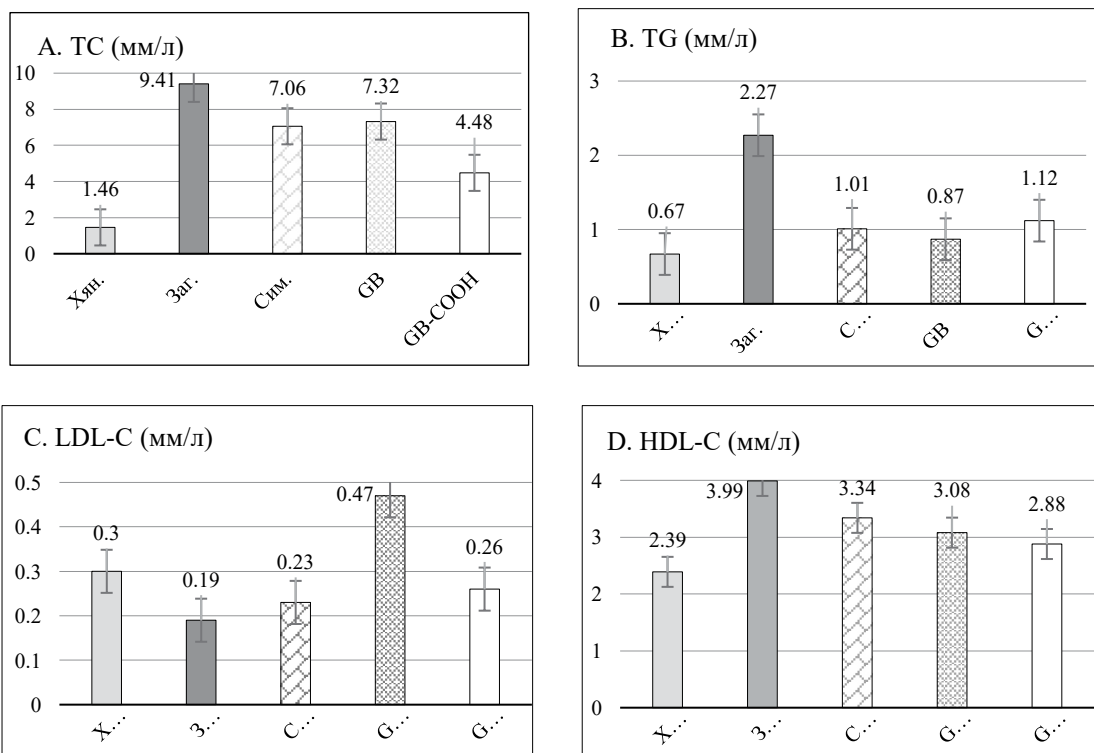 A. TC (мм/л)
10
8
6
4
2
0
1.46
9.41
7.06
7.32
4.48
Хян.
Заг.
Сим.
GB
GB-COOH
B. TG (мм/л)
3
2
1
0
0.67
2.27
1.01
0.87
1.12
Х...
Заг.
С...
GB
G...
C. LDL-C (мм/л)
0.5
0.4
0.3
0.2
0.1
0
0.3
0.19
0.23
0.47
0.26
Х...
З...
С...
G...
G...
D. HDL-C (мм/л)
4
3
2
1
0
2.39
3.99
3.34
3.08
2.88
Х...
З...
С...
G...
G...